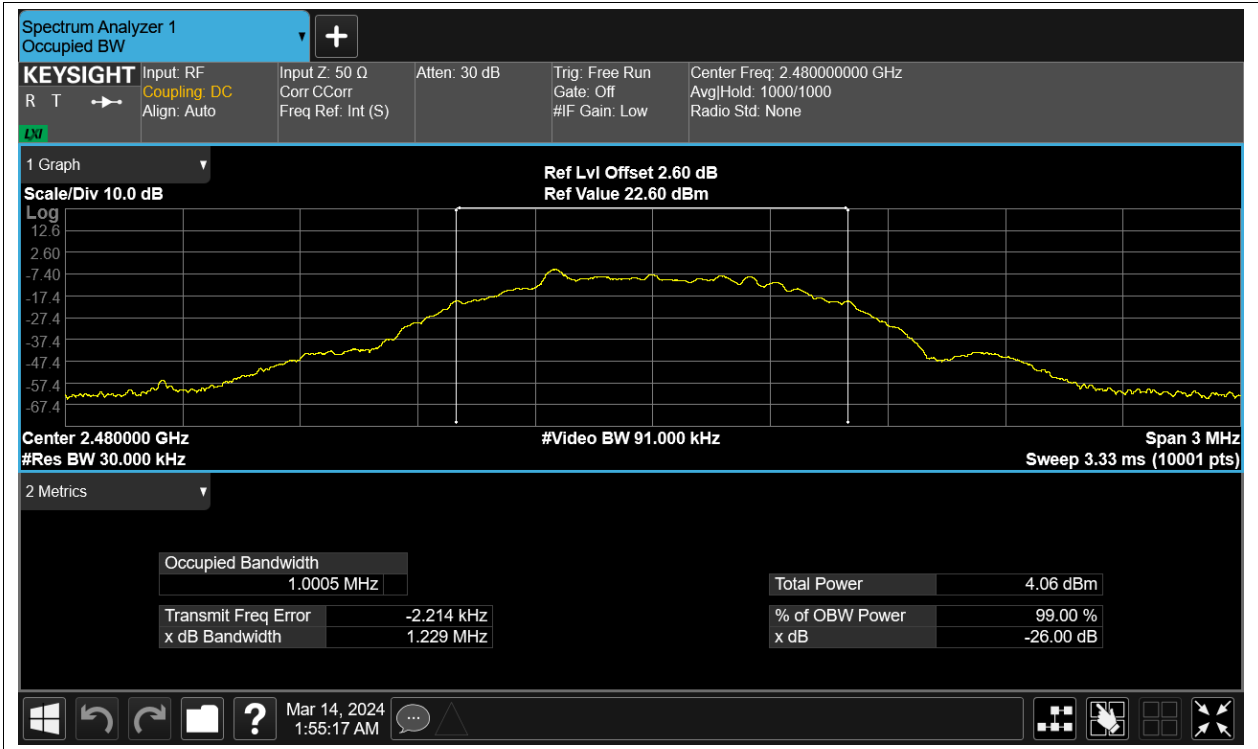 Spectrum Analyzer 1
Occupied BW
▼
+
KEYSIGHT
R T
LXI
Input: RF
Coupling: DC
Align: Auto
Input Z: 50 Ω
Corr CCorr
Freq Ref: Int (S)
Atten: 30 dB
Trig: Free Run
Gate: Off
#IF Gain: Low
Center Freq: 2.480000000 GHz
Avg|Hold: 1000/1000
Radio Std: None
1 Graph ▼
Ref Lvl Offset 2.60 dB
Scale/Div 10.0 dB
Ref Value 22.60 dBm
Log
12.6
2.60
-7.40
-17.4
-27.4
-37.4
-47.4
-57.4
-67.4
Center 2.480000 GHz
#Video BW 91.000 kHz
Span 3 MHz
#Res BW 30.000 kHz
Sweep 3.33 ms (10001 pts)
2 Metrics ▼
Occupied Bandwidth
1.0005 MHz
Total Power 4.06 dBm
Transmit Freq Error -2.214 kHz
% of OBW Power 99.00 %
x dB Bandwidth 1.229 MHz
x dB -26.00 dB
?
Mar 14, 2024
1:55:17 AM